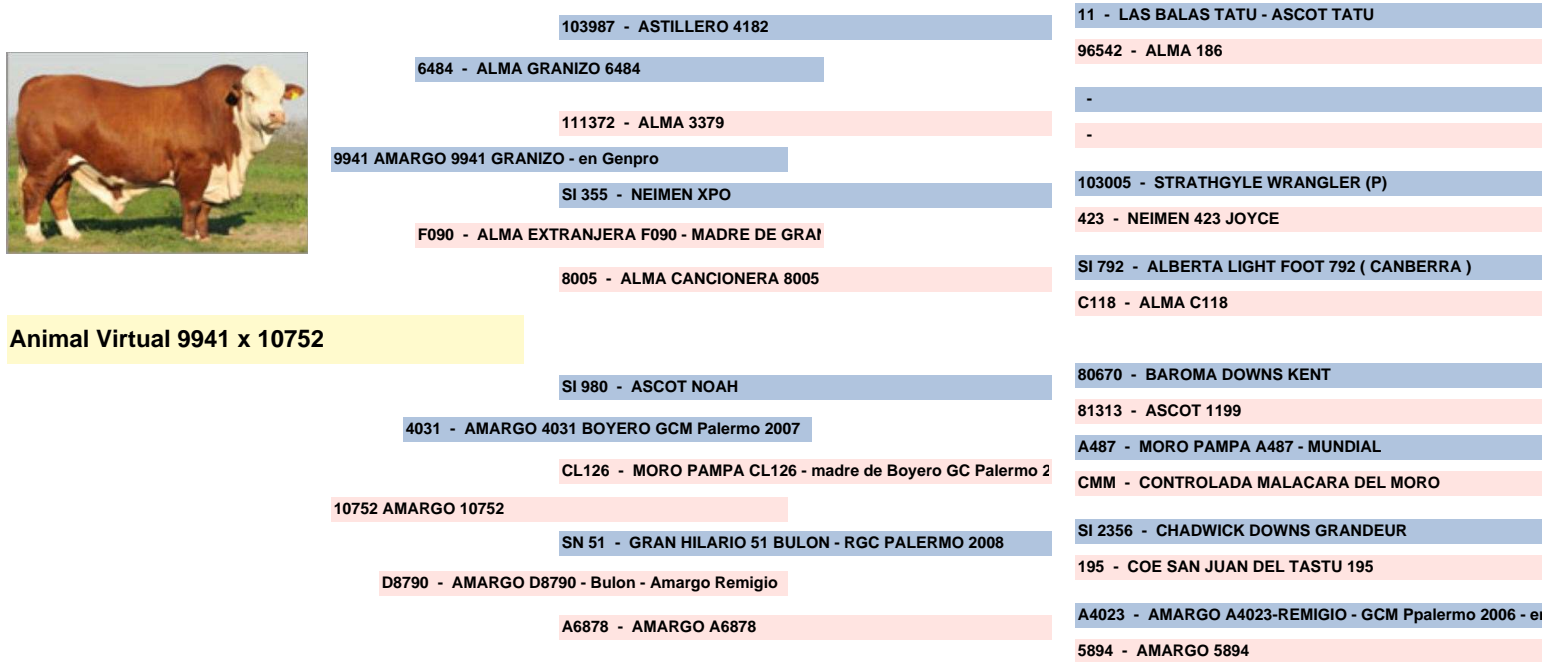 103987 - ASTILLERO 4182
11 - LAS BALAS TATU - ASCOT TATU
96542 - ALMA 186
6484 - ALMA GRANIZO 6484
-
111372 - ALMA 3379
-
9941 AMARGO 9941 GRANIZO - en Genpro
SI 355 - NEIMEN XPO
103005 - STRATHGYLE WRANGLER (P)
423 - NEIMEN 423 JOYCE
F090 - ALMA EXTRANJERA F090 - MADRE DE
8005 - ALMA CANCIONERA 8005
SI 792 - ALBERTA LIGHT FOOT 792 ( CANBERRA )
C118 - ALMA C118
Animal Virtual 9941 x 10752
SI 980 - ASCOT NOAH
80670 - BAROMA DOWNS KENT
81313 - ASCOT 1199
4031 - AMARGO 4031 BOYERO GCM Palermo 2007
A487 - MORO PAMPA A487 - MUNDIAL
CL126 - MORO PAMPA CL126 - madre de Boyero GC Palermo
CMM - CONTROLADA MALACARA DEL MORO
10752 AMARGO 10752
SN 51 - GRAN HILARIO 51 BULON - RGC PALERMO 2008
SI 2356 - CHADWICK DOWNS GRANDEUR
195 - COE SAN JUAN DEL TASTU 195
D8790 - AMARGO D8790 - Bulon - Amargo Remigio
A6878 - AMARGO A6878
A4023 - AMARGO A4023-REMIGIO - GCM Ppalermo 2006 -
5894 - AMARGO 5894